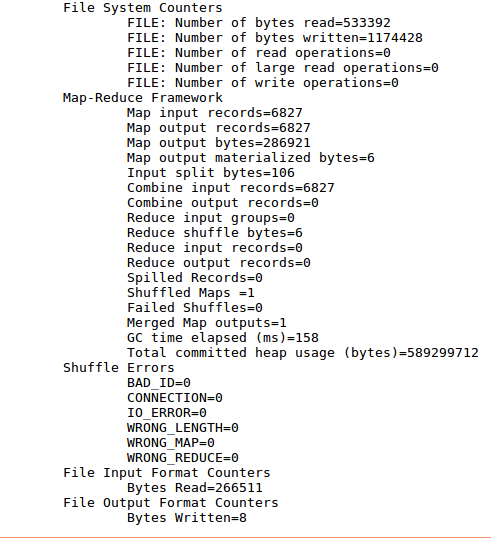 File System Counters
FILE: Number of bytes read=533392
FILE: Number of bytes written=1174428
FILE: Number of read operations=0
FILE: Number of large read operations=0
FILE: Number of write operations=0
Map-Reduce Framework
Map input records=6827
Map output records=6827
Map output bytes=286921
Map output materialized bytes=6
Input split bytes=106
Combine input records=6827
Combine output records=0
Reduce input groups=0
Reduce shuffle bytes=6
Reduce input records=0
Reduce output records=0
Spilled Records=0
Shuffled Maps =1
Failed Shuffles=0
Merged Map outputs=1
GC time elapsed (ms)=158
Total committed heap usage (bytes)=589299712
Shuffle Errors
BAD_ID=0
CONNECTION=0
IO_ERROR=0
WRONG_LENGTH=0
WRONG_MAP=0
WRONG_REDUCE=0
File Input Format Counters
Bytes Read=266511
File Output Format Counters
Bytes Written=8